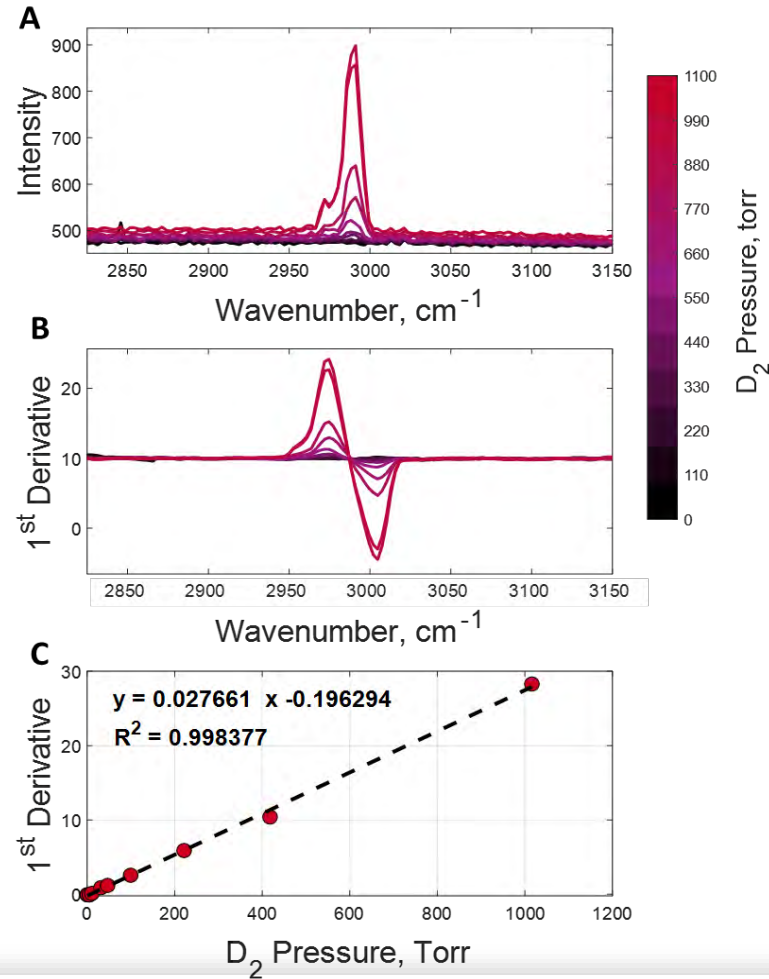 A
900
800
700
600
500
Intensity
2850 2900 2950 3000 3050 3100 3150
Wavenumber, cm-1
1100
990
880
770
660
550
440
330
220
110
0
D2 Pressure, torr
B
20
10
0
1st Derivative
2850 2900 2950 3000 3050 3100 3150
Wavenumber, cm-1
C
30
20
10
0
1st Derivative
y = 0.027661 x -0.196294
R2 = 0.998377
0 200 400 600 800 1000 1200
D2 Pressure, Torr